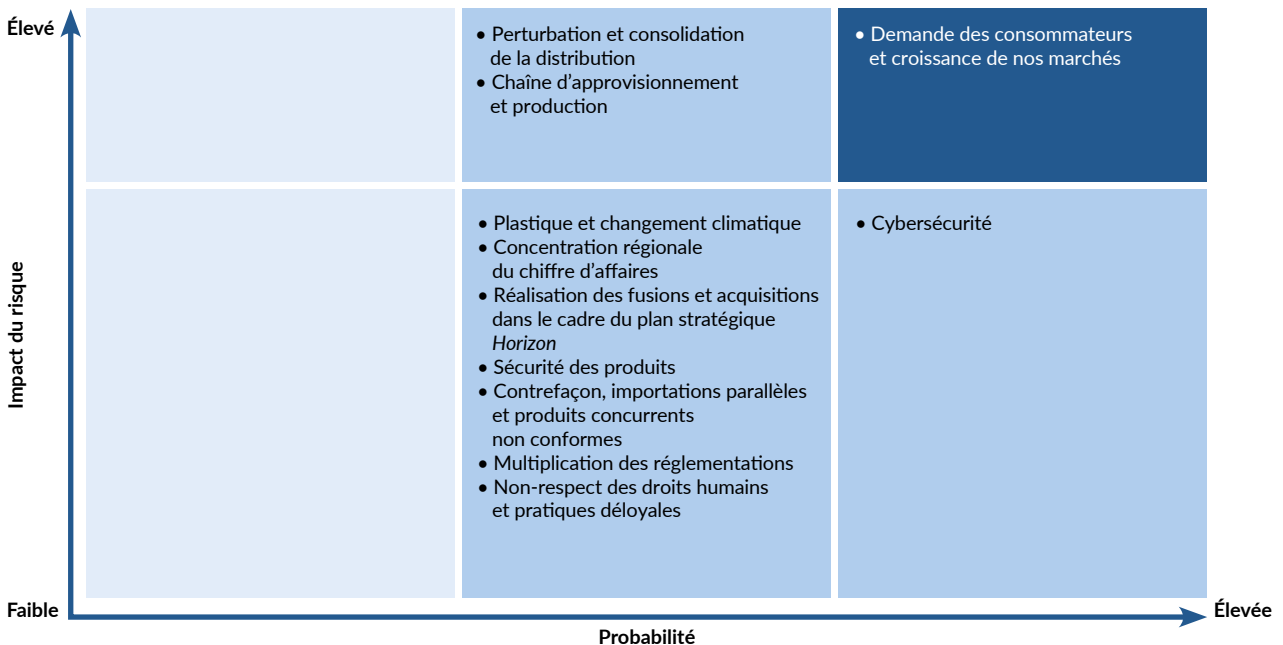 Élevé
• Perturbation et consolidation
de la distribution
• Chaîne d’approvisionnement
et production
• Demande des consommateurs
et croissance de nos marchés
Impact du risque
• Plastique et changement climatique
• Concentration régionale
du chiffre d’affaires
• Réalisation des fusions et acquisitions
dans le cadre du plan stratégique
Horizon
• Sécurité des produits
• Contrefaçon, importations parallèles
et produits concurrents
non conformes
• Multiplication des réglementations
• Non-respect des droits humains
et pratiques déloyales
• Cybersécurité
Faible
Élevée
Probabilité